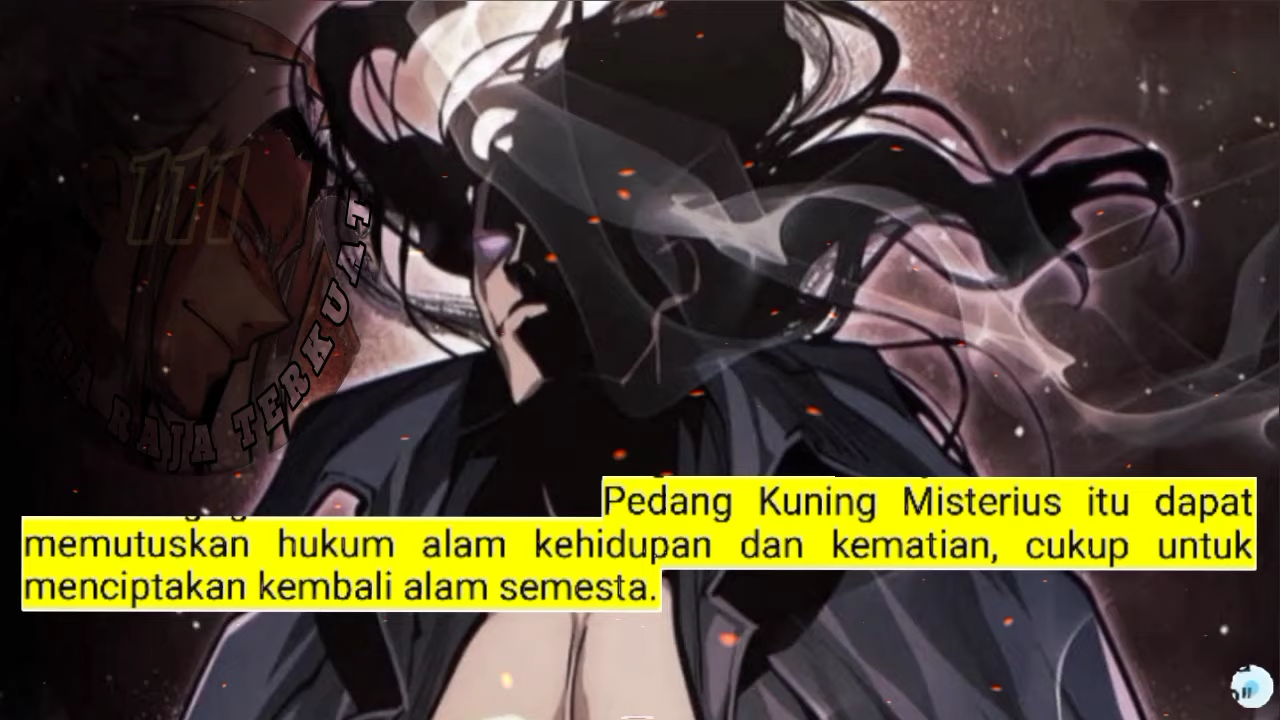 111
RAJA TERKUAT
Pedang Kuning Misterius itu dapat
memutuskan hukum alam kehidupan dan kematian, cukup untuk
menciptakan kembali alam semesta.